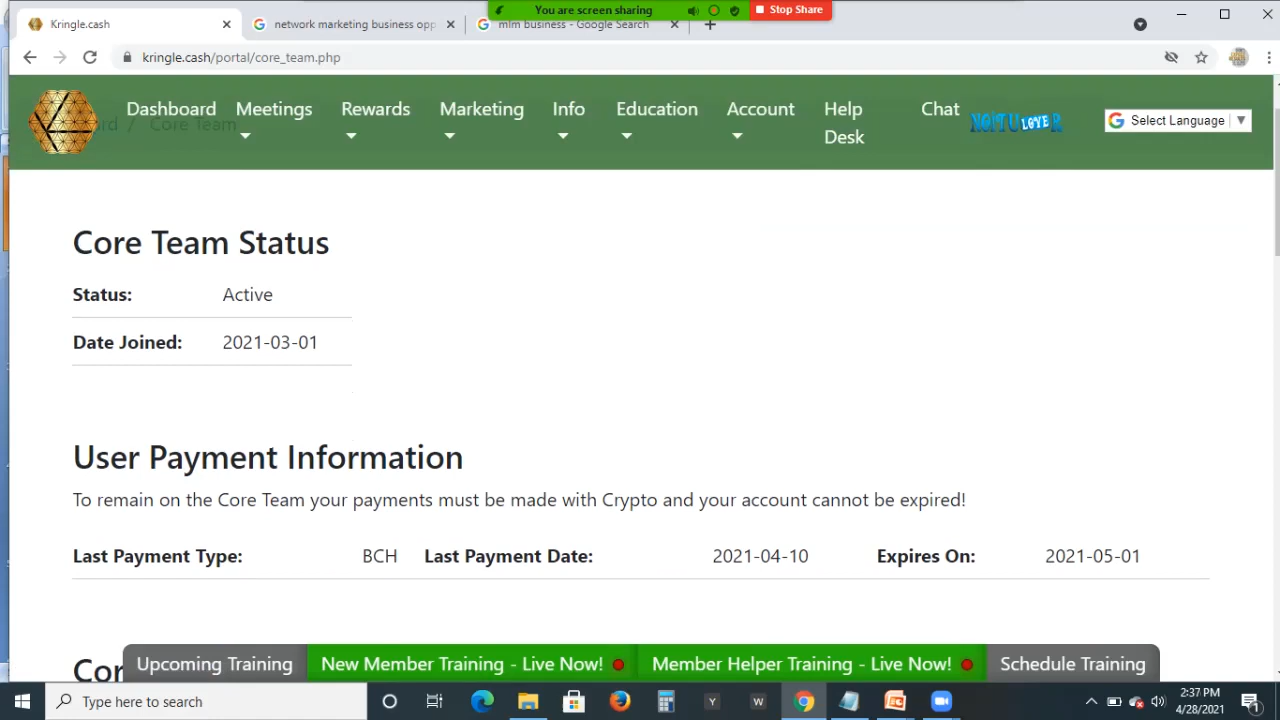 Kringle.cash
network marketing business opp
mlm business - Google Search
You are screen sharing
Stop Share
kringle.cash/portal/core_team.php
Dashboard
Meetings
Rewards
Marketing
Info
Education
Account
Help
Desk
Chat
Select Language
Core Team
Core Team Status
Status: Active
Date Joined: 2021-03-01
User Payment Information
To remain on the Core Team your payments must be made with Crypto and your account cannot be expired!
Last Payment Type: BCH Last Payment Date: 2021-04-10 Expires On: 2021-05-01
Upcoming Training
New Member Training - Live Now!
Member Helper Training - Live Now!
Schedule Training
Type here to search
2:37 PM
4/28/2021